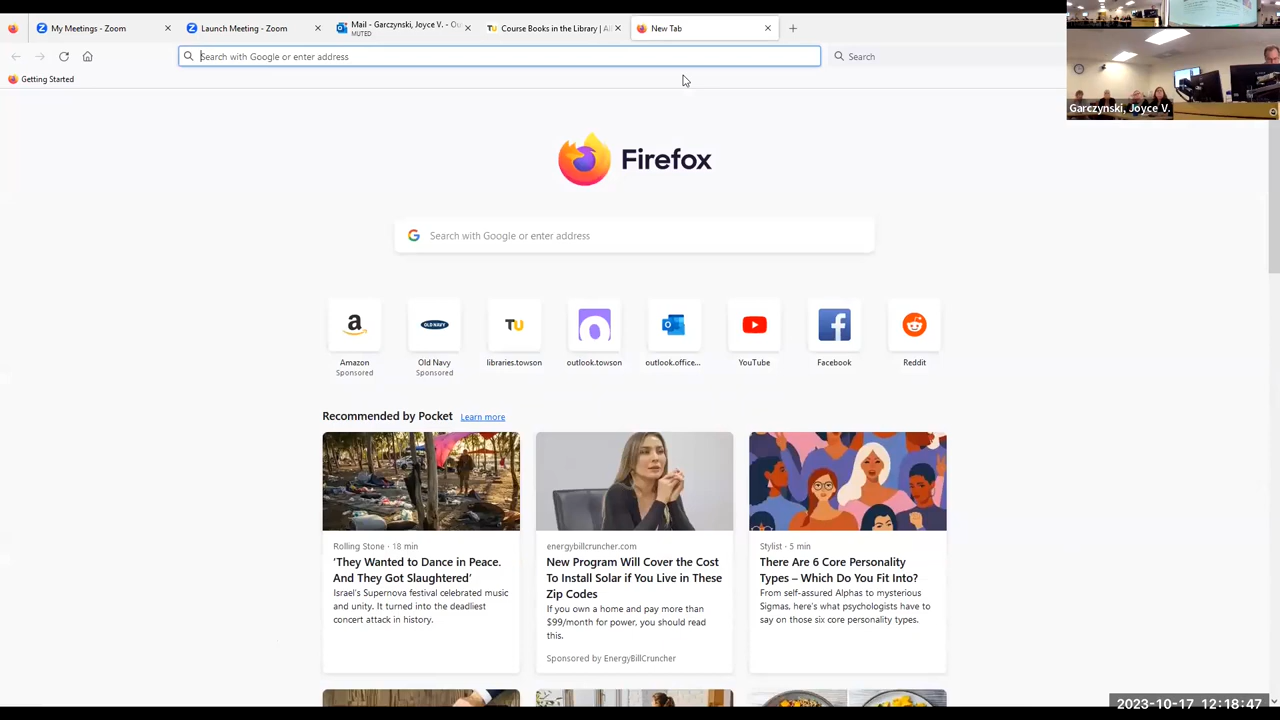 My Meetings - Zoom
Launch Meeting - Zoom
Mail - Garczynski, Joyce V. - Ou
MUTED
Course Books in the Library | Al
New Tab
Search with Google or enter address
Search
Getting Started
Garczynski, Joyce V.
Firefox
Search with Google or enter address
a
OLD NAVY
TU
Amazon
Sponsored
Old Navy
Sponsored
libraries.towson
outlook.towson
outlook.office...
YouTube
Facebook
Reddit
Recommended by Pocket Learn more
Rolling Stone · 18 min
‘They Wanted to Dance in Peace.
And They Got Slaughtered’
Israel’s Supernova festival celebrated music
and unity. It turned into the deadliest
concert attack in history.
energybillcruncher.com
New Program Will Cover the Cost
To Install Solar if You Live in These
Zip Codes
If you own a home and pay more than
$99/month for power, you should read
this.
Sponsored by EnergyBillCruncher
Stylist · 5 min
There Are 6 Core Personality
Types – Which Do You Fit Into?
From self-assured Alphas to mysterious
Sigmas, here’s what psychologists have to
say on those six core personality types.
2023-10-17 12:18:47